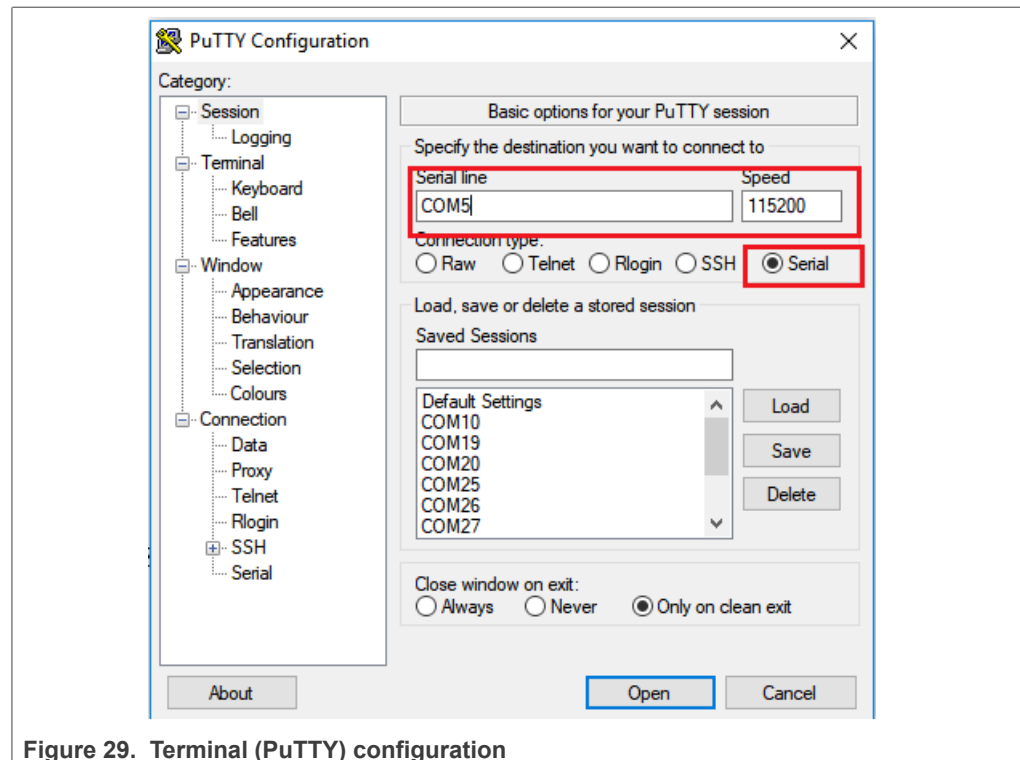 PuTTY Configuration
Category:
Session
Logging
Terminal
Keyboard
Bell
Features
Window
Appearance
Behaviour
Translation
Selection
Colours
Connection
Data
Proxy
Telnet
Rlogin
SSH
Serial
Basic options for your PuTTY session
Specify the destination you want to connect to
Serial line Speed
COM5 115200
Connection type:
Raw Telnet Rlogin SSH Serial
Load, save or delete a stored session
Saved Sessions
Default Settings
COM10
COM19
COM20
COM25
COM26
COM27
Load
Save
Delete
Close window on exit:
Always Never Only on clean exit
About Open Cancel
Figure 29. Terminal (PuTTY) configuration